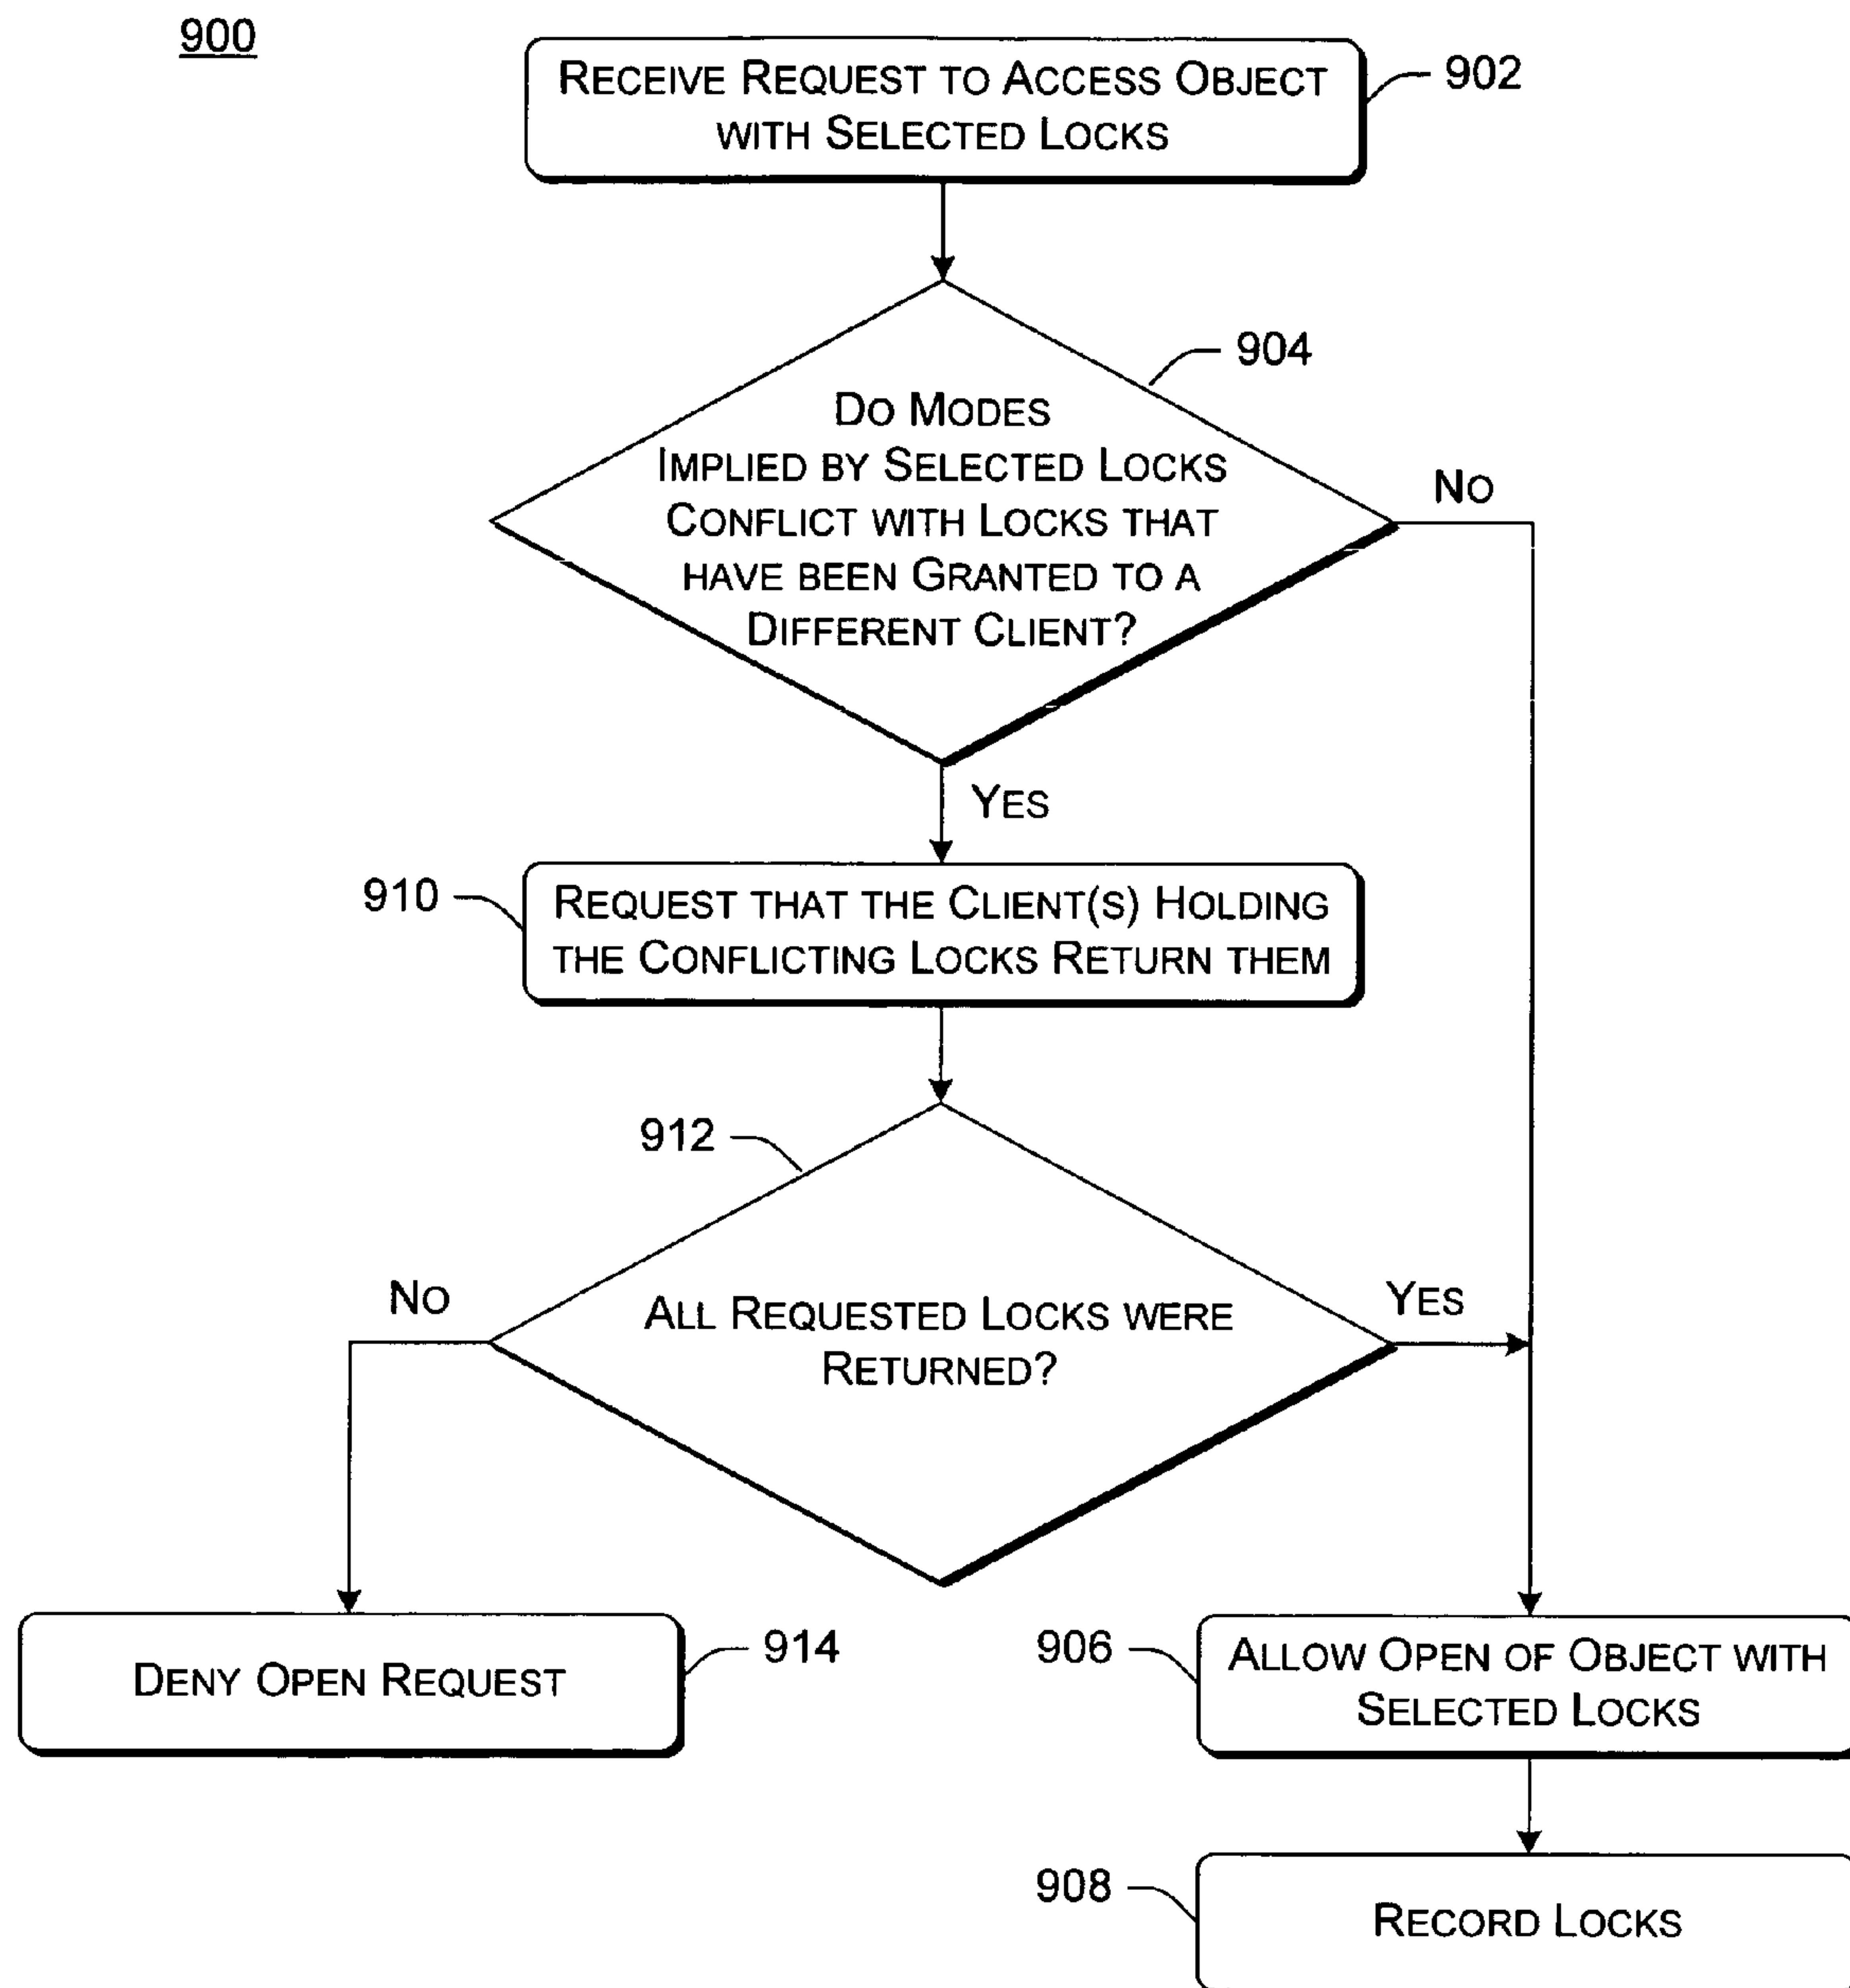 900
RECEIVE REQUEST TO ACCESS OBJECT
WITH SELECTED LOCKS
902
904
DO MODES
IMPLIED BY SELECTED LOCKS
CONFLICT WITH LOCKS THAT
HAVE BEEN GRANTED TO A
DIFFERENT CLIENT?
NO
YES
910
REQUEST THAT THE CLIENT(S) HOLDING
THE CONFLICTING LOCKS RETURN THEM
912
ALL REQUESTED LOCKS WERE
RETURNED?
NO
YES
DENY OPEN REQUEST
914
906
ALLOW OPEN OF OBJECT WITH
SELECTED LOCKS
908
RECORD LOCKS